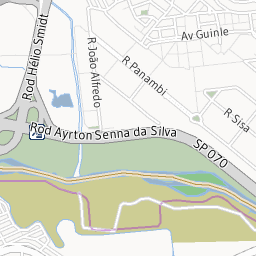 Rod Hélio Smidt
R João Alfredo
Av Guinle
R Panambi
R Sisa
Rod Ayrton Senna da Silva
SP 070